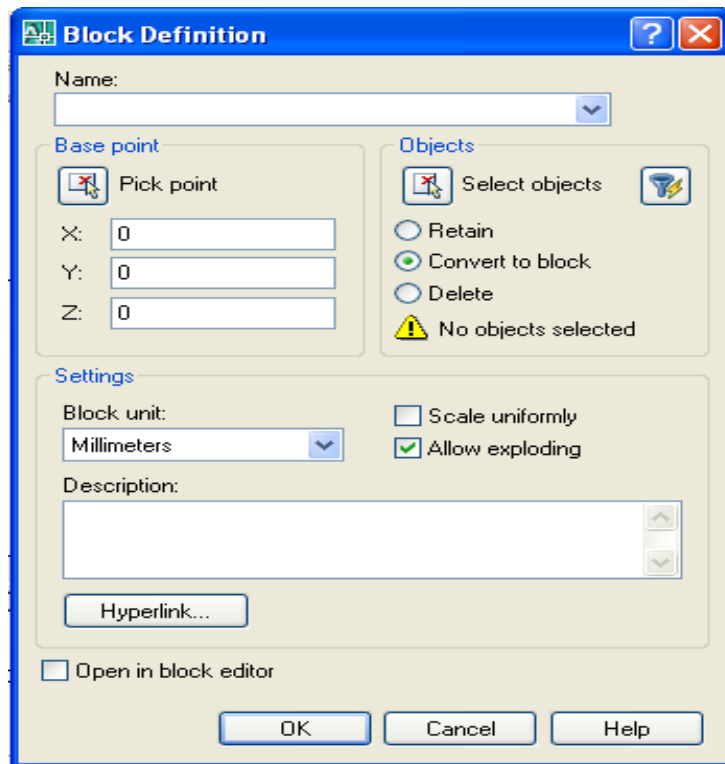 Block Definition
Name:
Base point
Pick point
X: 0
Y: 0
Z: 0
Objects
Select objects
Retain
Convert to block
Delete
No objects selected
Settings
Block unit:
Millimeters
Scale uniformly
Allow exploding
Description:
Hyperlink...
Open in block editor
OK Cancel Help